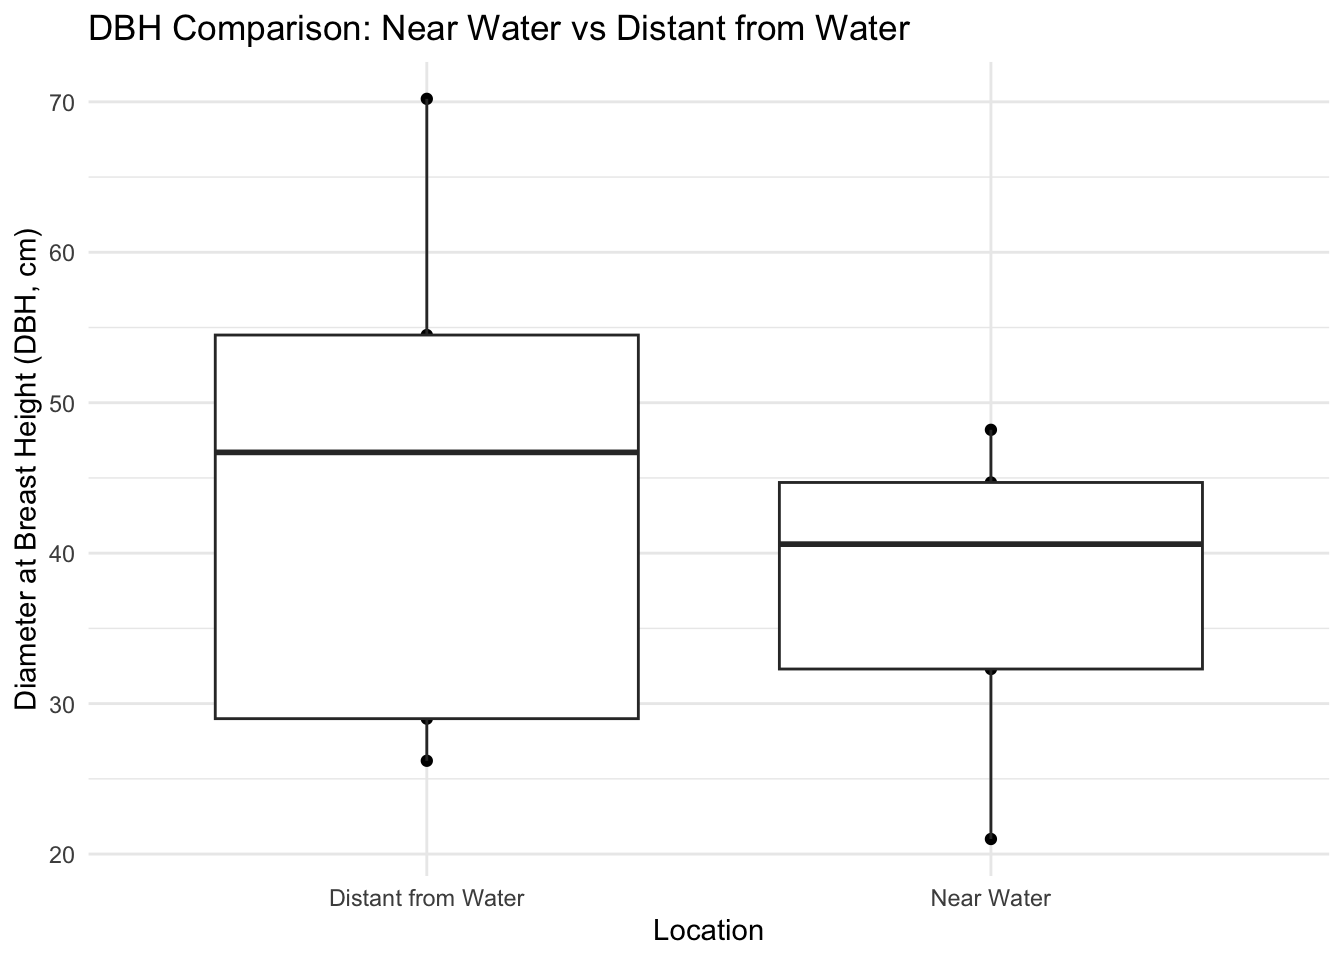 DBH Comparison: Near Water vs Distant from Water
Diameter at Breast Height (DBH, cm)
70
60
50
40
30
20
Distant from Water
Near Water
Location